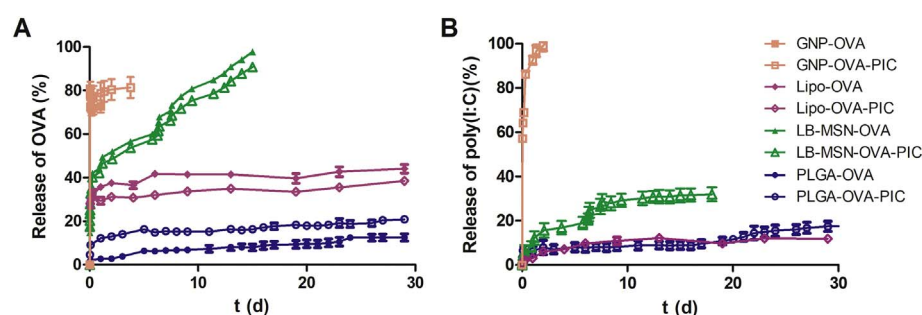 A
Release of OVA (%)
100
80
60
40
20
0
0
10
20
30
t (d)
B
Release of poly(I:C)(%)
100
80
60
40
20
0
0
10
20
30
t (d)
GNP-OVA
GNP-OVA-PIC
Lipo-OVA
Lipo-OVA-PIC
LB-MSN-OVA
LB-MSN-OVA-PIC
PLGA-OVA
PLGA-OVA-PIC